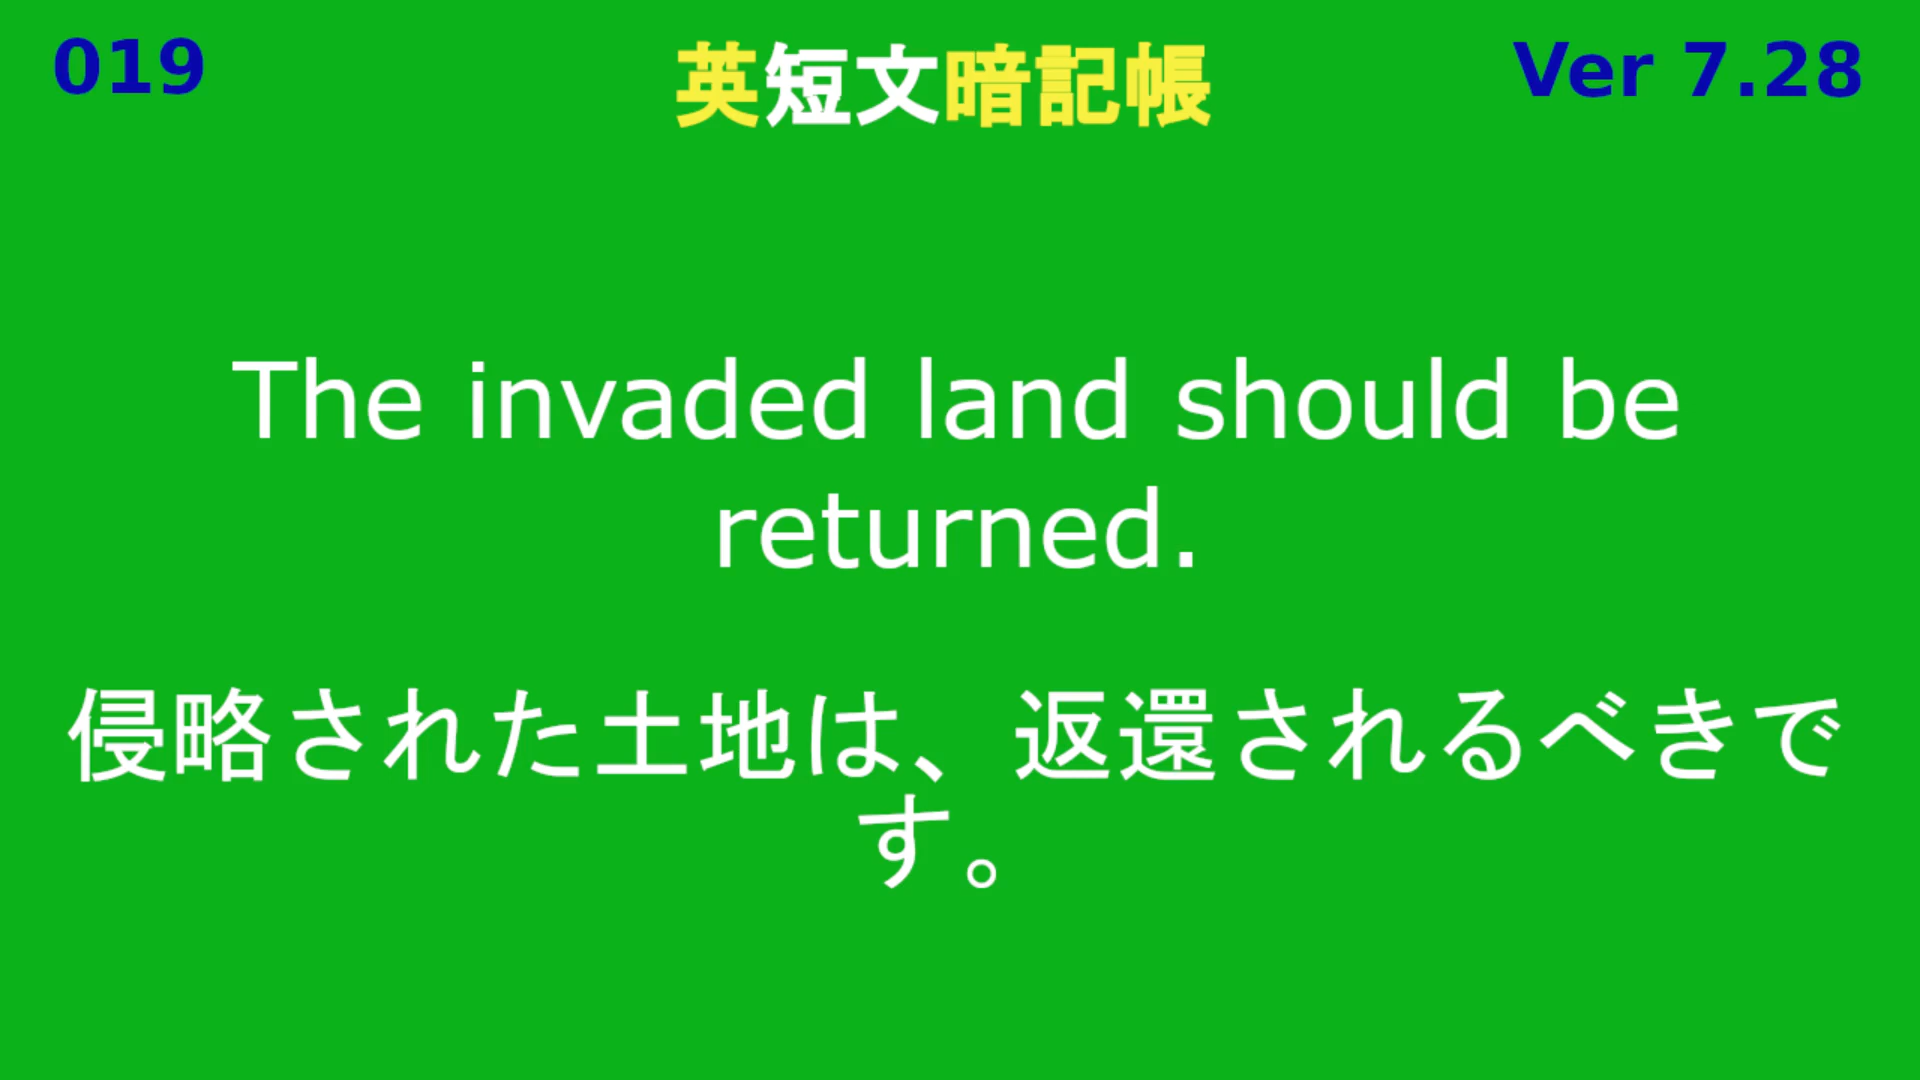 019
英短文暗記帳
Ver 7.28
The invaded land should be
returned.
侵略された土地は、返還されるべきで
す。